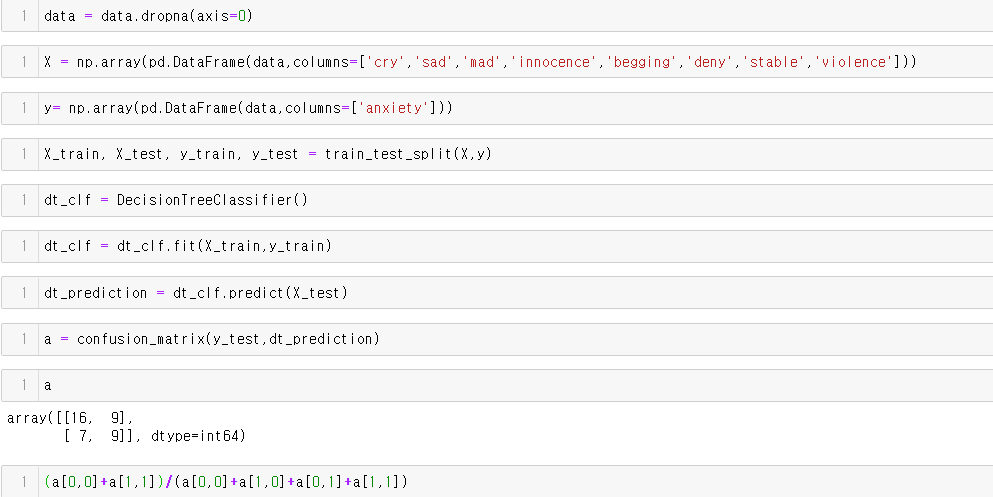 1 data = data.dropna(axis=0)
1 X = np.array(pd.DataFrame(data,columns=['cry','sad','mad','innocence','begging','deny','stable','violence']))
1 y= np.array(pd.DataFrame(data,columns=['anxiety']))
1 X_train, X_test, y_train, y_test = train_test_split(X,y)
1 dt_clf = DecisionTreeClassifier()
1 dt_clf = dt_clf.fit(X_train,y_train)
1 dt_prediction = dt_clf.predict(X_test)
1 a = confusion_matrix(y_test,dt_prediction)
1 a
array([[16, 9],
[ 7, 9]], dtype=int64)
1 (a[0,0]+a[1,1])/(a[0,0]+a[1,0]+a[0,1]+a[1,1])